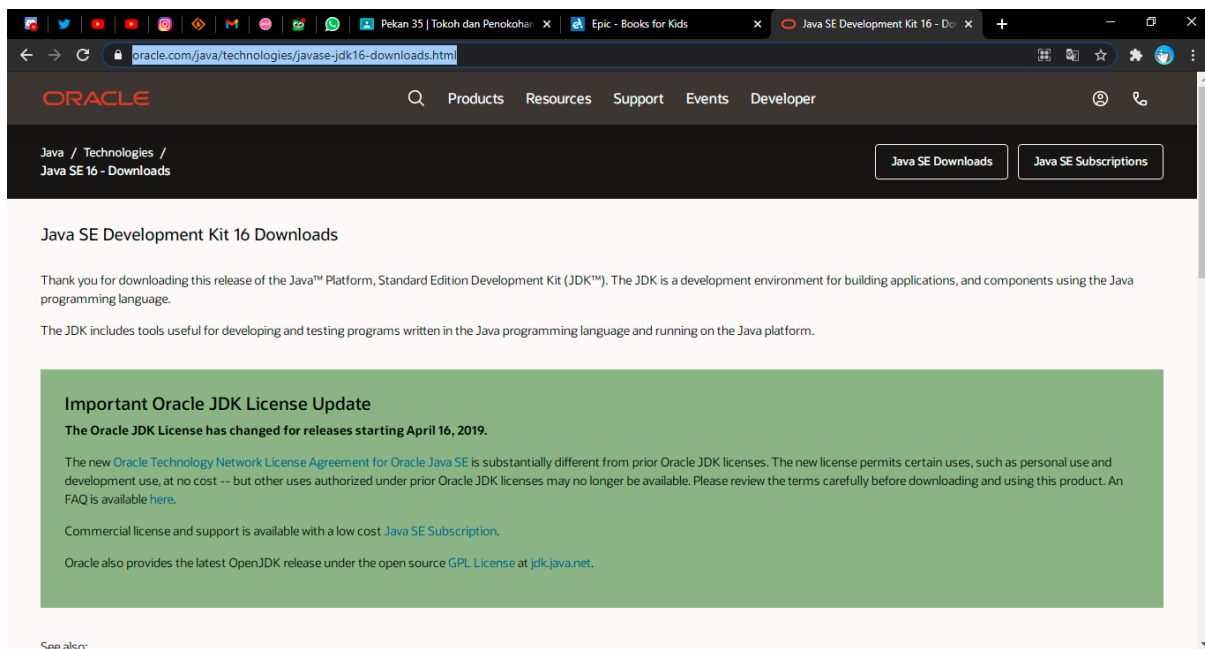 Pekan 35 | Tokoh dan Penokohan
Epic - Books for Kids
Java SE Development Kit 16 - Do
oracle.com/java/technologies/javase-jdk16-downloads.html
ORACLE
Products Resources Support Events Developer
Java / Technologies /
Java SE 16 - Downloads
Java SE Downloads
Java SE Subscriptions
Java SE Development Kit 16 Downloads
Thank you for downloading this release of the Java™ Platform, Standard Edition Development Kit (JDK™). The JDK is a development environment for building applications, and components using the Java
programming language.
The JDK includes tools useful for developing and testing programs written in the Java programming language and running on the Java platform.
Important Oracle JDK License Update
The Oracle JDK License has changed for releases starting April 16, 2019.
The new Oracle Technology Network License Agreement for Oracle Java SE is substantially different from prior Oracle JDK licenses. The new license permits certain uses, such as personal use and
development use, at no cost -- but other uses authorized under prior Oracle JDK licenses may no longer be available. Please review the terms carefully before downloading and using this product. An
FAQ is available here.
Commercial license and support is available with a low cost Java SE Subscription.
Oracle also provides the latest OpenJDK release under the open source GPL License at jdk.java.net.
See also: